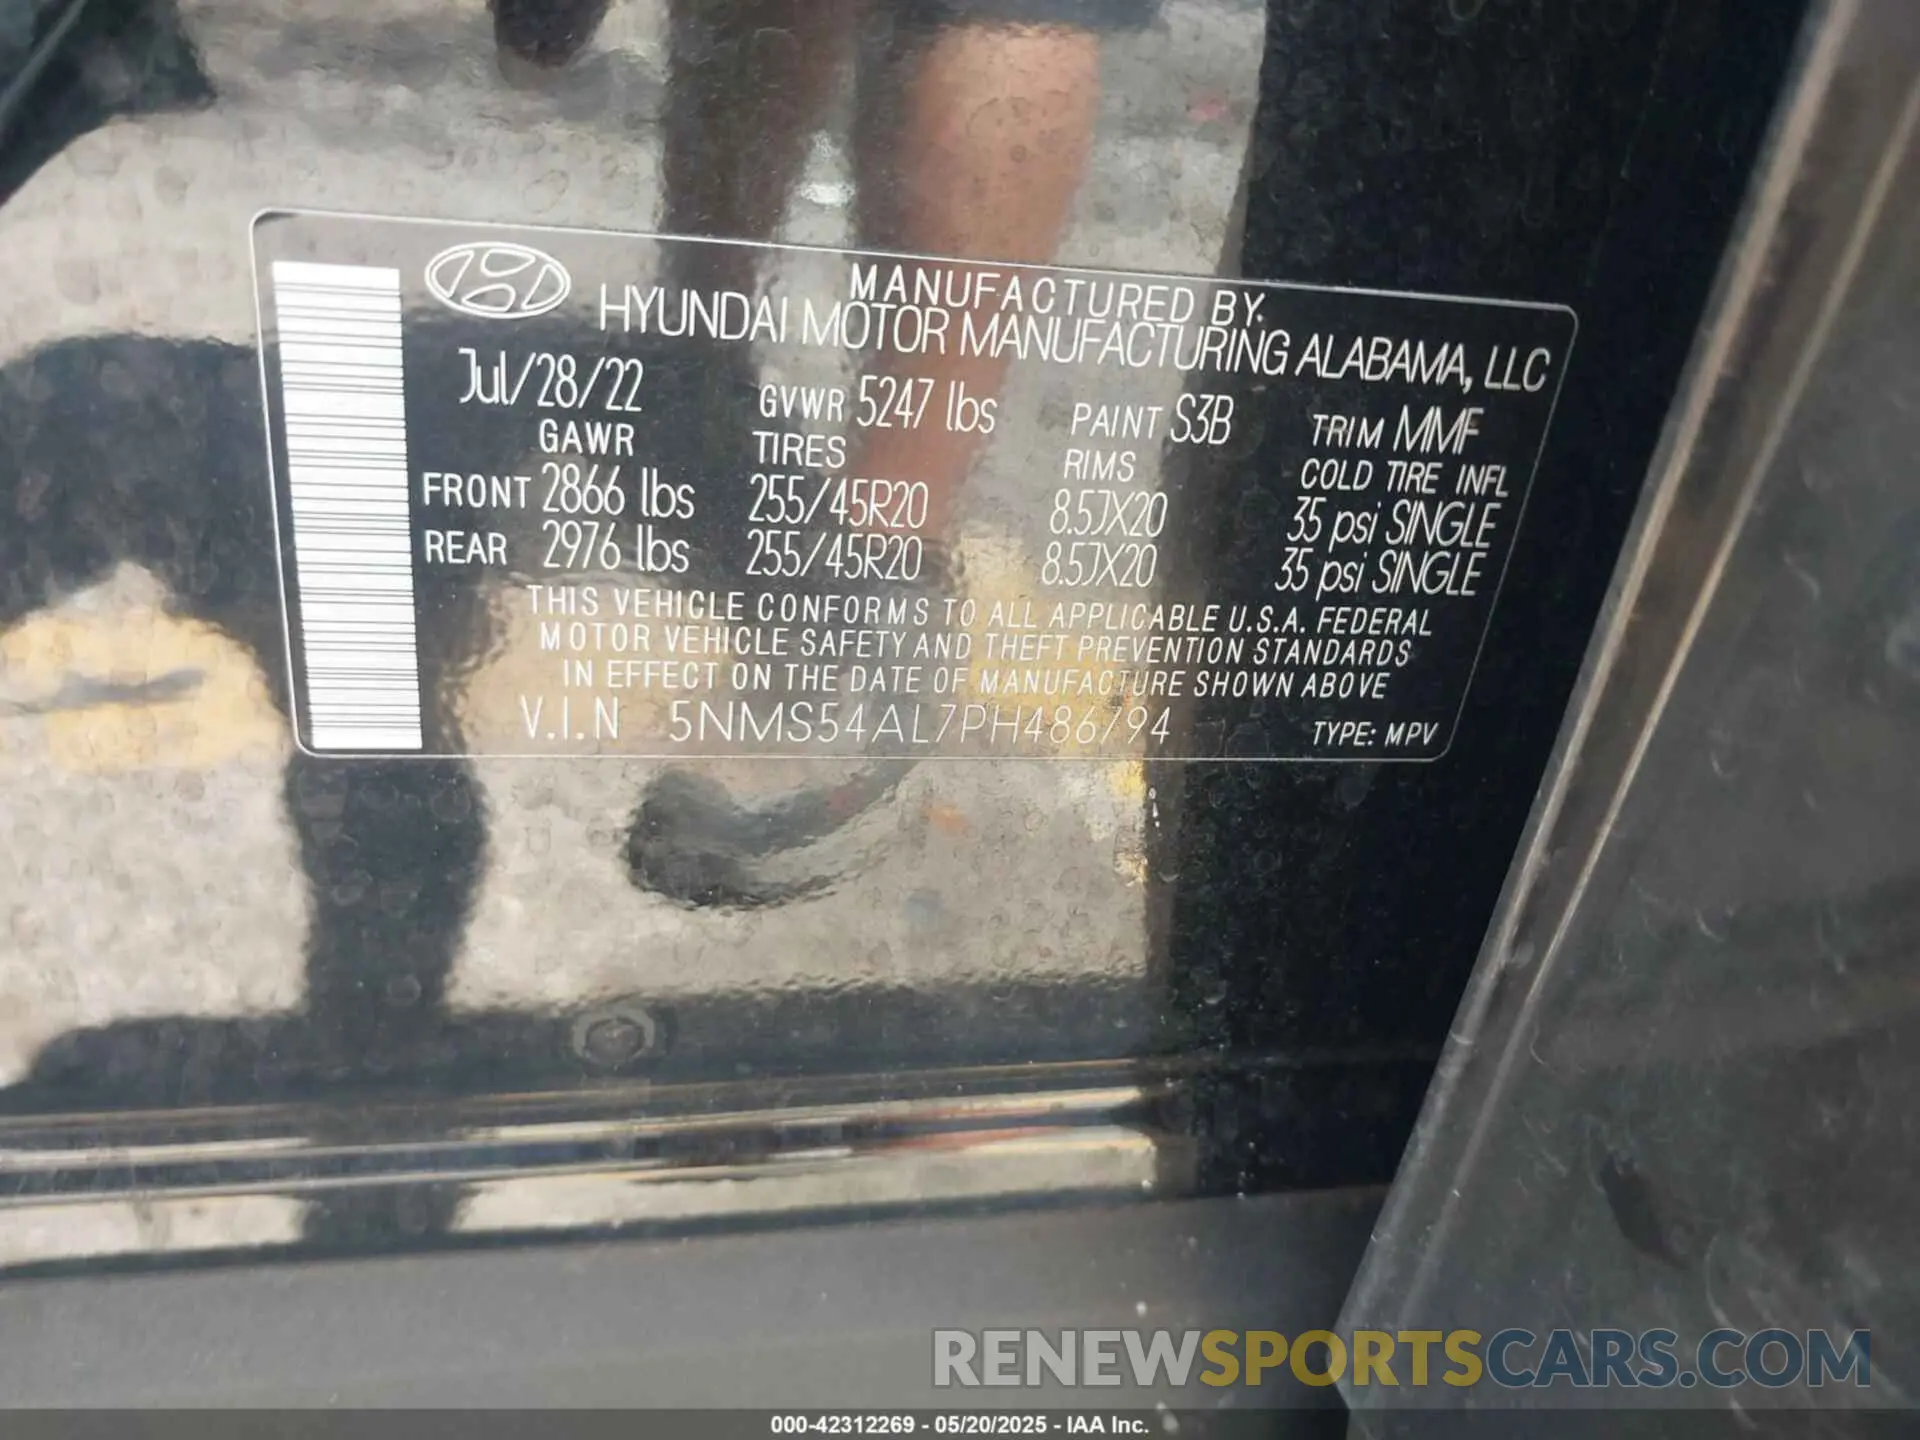 MANUFACTURED BY:
HYUNDAI MOTOR MANUFACTURING ALABAMA, LLC
Jul/28/22 GVWR 5247 lbs PAINT S3B TRIM MMF
GAWR TIRES RIMS COLD TIRE INFL
FRONT 2866 lbs 255/45R20 8.5JX20 35 psi SINGLE
REAR 2976 lbs 255/45R20 8.5JX20 35 psi SINGLE
THIS VEHICLE CONFORMS TO ALL APPLICABLE U.S.A. FEDERAL
MOTOR VEHICLE SAFETY AND THEFT PREVENTION STANDARDS
IN EFFECT ON THE DATE OF MANUFACTURE SHOWN ABOVE
V.I.N 5NMS54AL7PH486794 TYPE: MPV
RENEWSPORTSCARS.COM
000-42312269 - 05/20/2025 - IAA Inc.